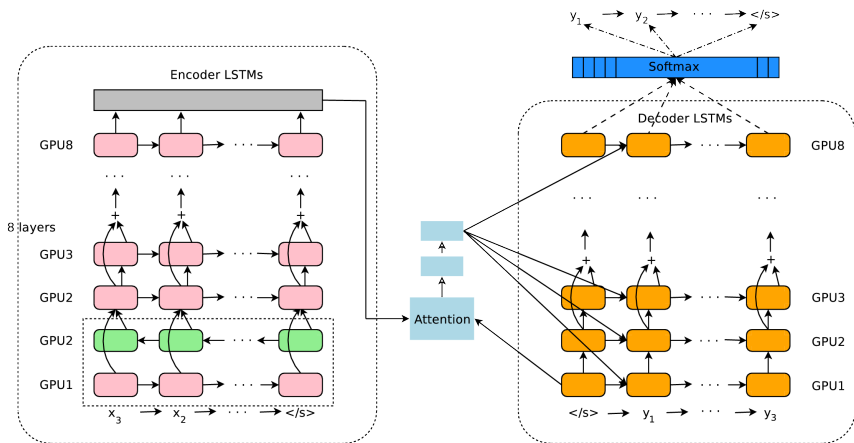 y1 y2 · · · </s>
Softmax
Encoder LSTMs
Decoder LSTMs
GPU8 · · · · · · GPU8
· · · · · · · · · · · · · · ·
+ + +
8 layers
+ + +
GPU3 · · ·
GPU2 · · · · · · GPU3
Attention
GPU2 · · · · · · GPU2
GPU1 · · · · · · GPU1
x3 x2 · · · </s> </s> y1 · · · y3